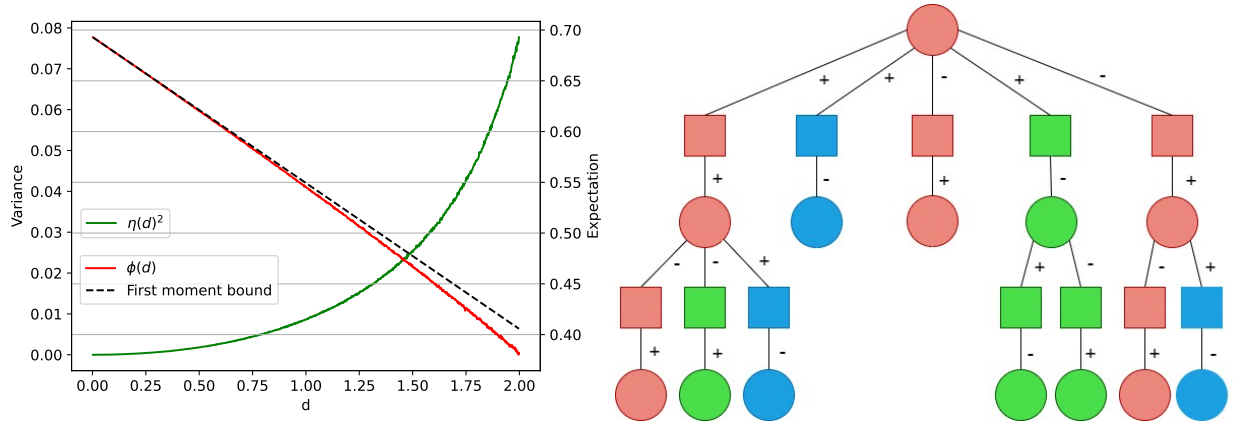 0.08
0.07
0.06
0.05
0.04
0.03
0.02
0.01
0.00
Variance
η(d)²
ϕ(d)
First moment bound
0.70
0.65
0.60
0.55
0.50
0.45
0.40
Expectation
0.00 0.25 0.50 0.75 1.00 1.25 1.50 1.75 2.00
d
+ + - + -
+ - + - +
- - + + - - +
+ + - - + + -